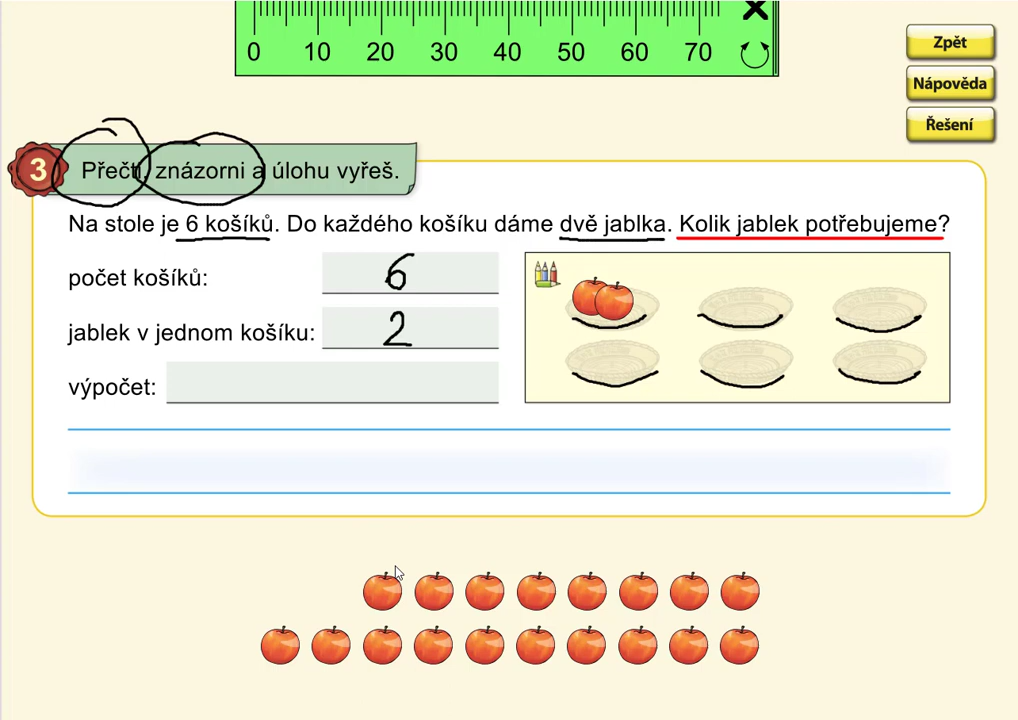 0 10 20 30 40 50 60 70
Zpět
Nápověda
Řešení
3 Přečti, znázorni a úlohu vyřeš.
Na stole je 6 košíků. Do každého košíku dáme dvě jablka. Kolik jablek potřebujeme?
počet košíků: 6
jablek v jednom košíku: 2
výpočet: